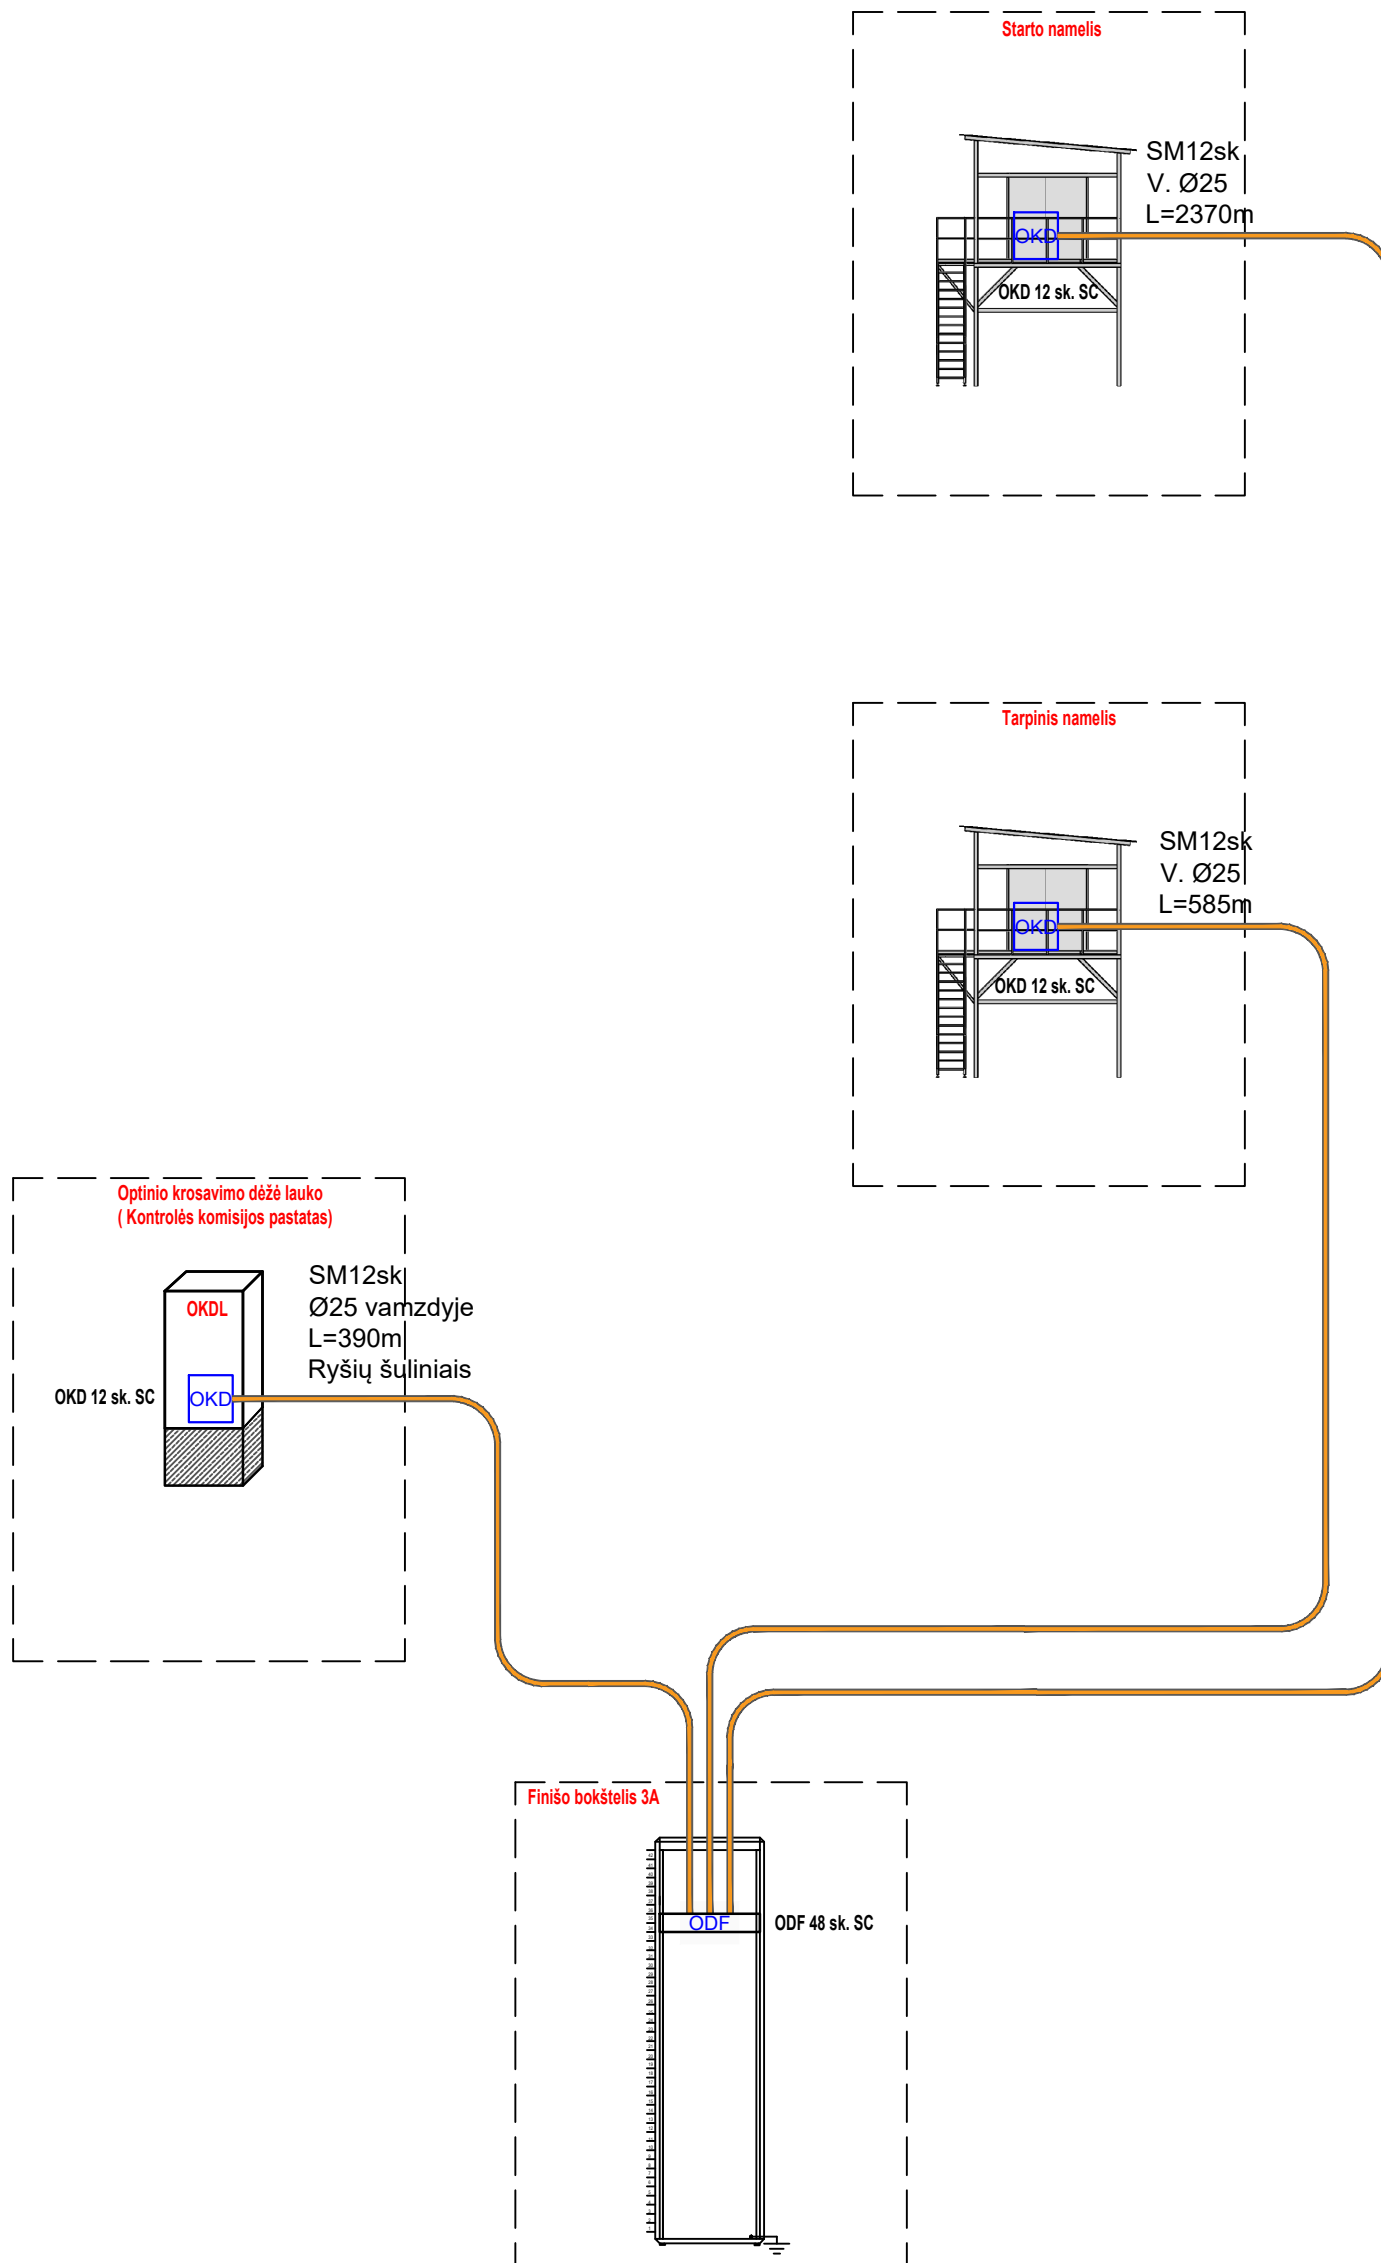 Starto namelis
SM12sk
V. Ø25
L=2370m
OKD
OKD 12 sk. SC
Tarpinis namelis
SM12sk
V. Ø25
L=585m
OKD
OKD 12 sk. SC
Optinio krosavimo dėžė lauko
( Kontrolės komisijos pastatas)
SM12sk
Ø25 vamzdyje
L=390m
Ryšių šuliniais
OKDL
OKD 12 sk. SC
OKD
Finišo bokštelis 3A
ODF
ODF 48 sk. SC